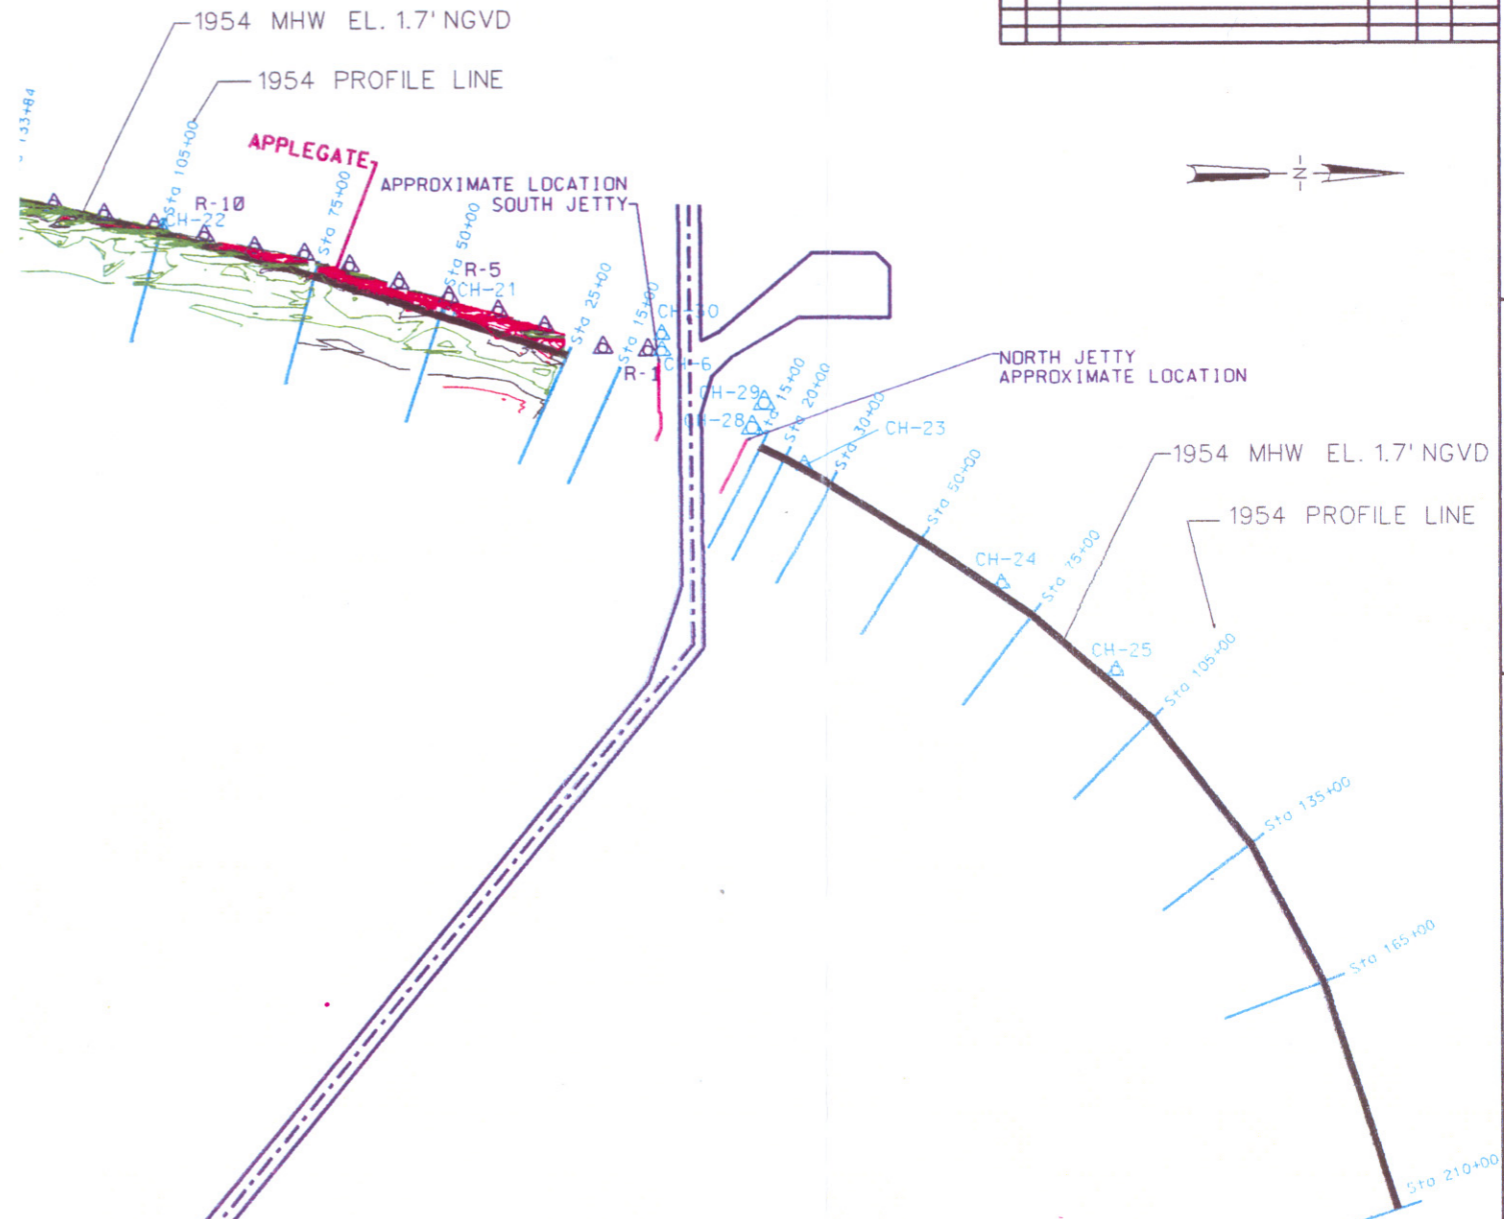 1954 MHW EL. 1.7' NGVD
1954 PROFILE LINE
133+84
Sta 105+00
APPLEGATE
Sta 75+00
APPROXIMATE LOCATION
SOUTH JETTY
R-10
CH-22
Sta 50+00
R-5
CH-21
Sta 25+00
Sta 15+00
CH-30
CH-6
R-1
N
NORTH JETTY
APPROXIMATE LOCATION
CH-29
CH-28
Sta 15+00
Sta 20+00
Sta 30+00
CH-23
1954 MHW EL. 1.7' NGVD
Sta 50+00
1954 PROFILE LINE
CH-24
Sta 75+00
CH-25
Sta 105+00
Sta 135+00
Sta 165+00
Sta 210+00